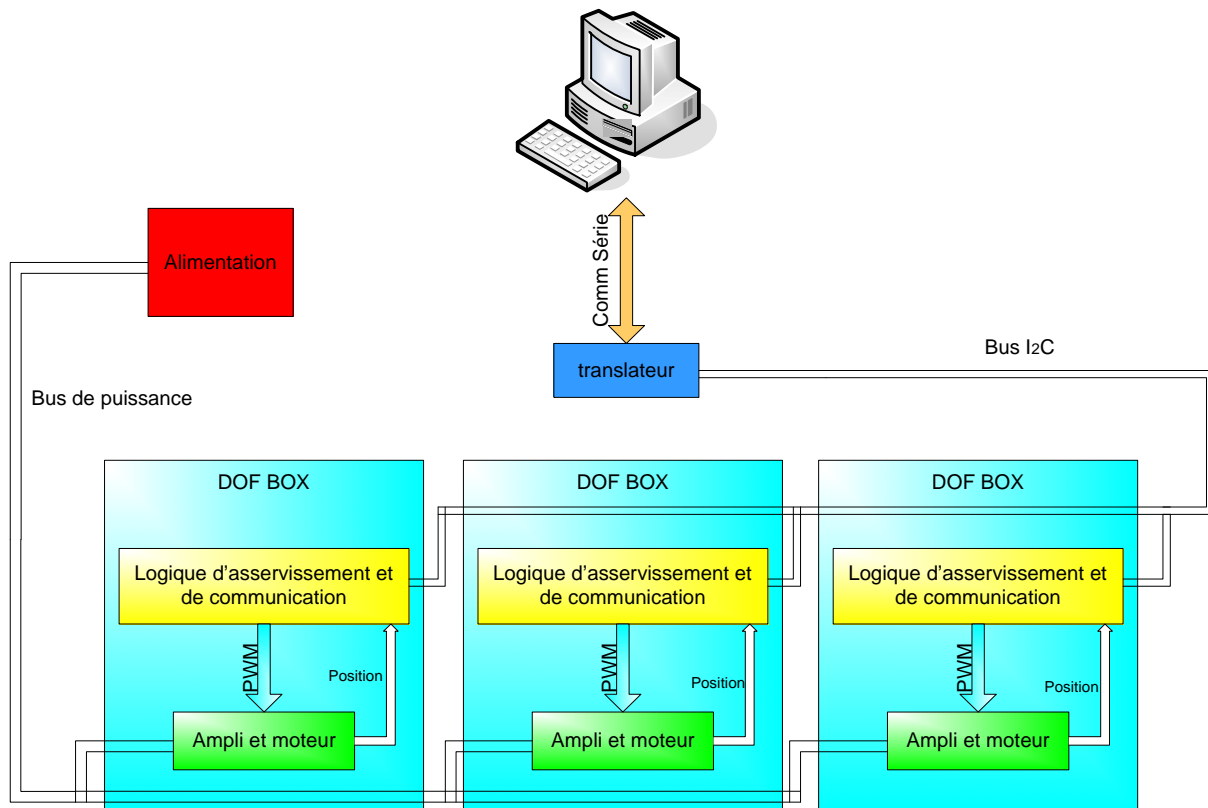 Comm Série
Alimentation
translateur
Bus I2C
Bus de puissance
DOF BOX
Logique d'asservissement et
de communication
PWM
Position
Ampli et moteur
DOF BOX
Logique d'asservissement et
de communication
PWM
Position
Ampli et moteur
DOF BOX
Logique d'asservissement et
de communication
PWM
Position
Ampli et moteur